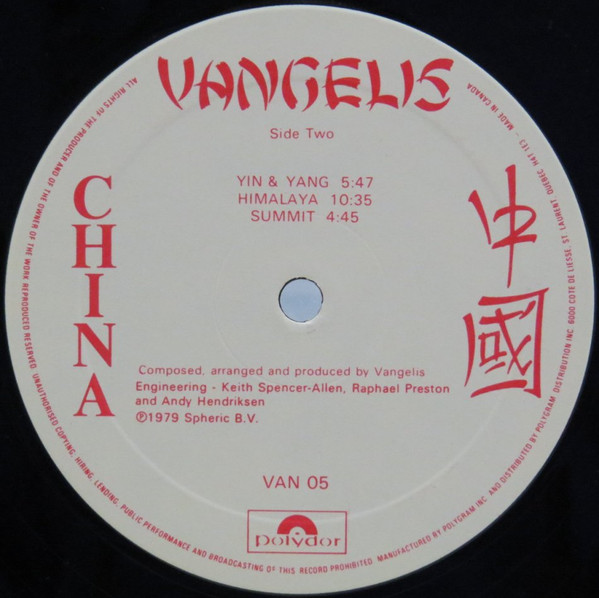 VANGELIS
Side Two
YIN & YANG 5:47
HIMALAYA 10:35
SUMMIT 4:45
CHINA
中國
Composed, arranged and produced by Vangelis
Engineering - Keith Spencer-Allen, Raphael Preston
and Andy Hendriksen
℗1979 Spheric B.V.
VAN 05
polydor
ALL RIGHTS OF THE PRODUCER AND OF THE OWNER OF THE WORK REPRODUCED RESERVED. UNAUTHORISED COPYING, HIRING, LENDING, PUBLIC PERFORMANCE AND BROADCASTING OF THIS RECORD PROHIBITED. MANUFACTURED BY POLYGRAM INC. AND DISTRIBUTED BY POLYGRAM DISTRIBUTION INC. 6000 COTE DE LIESSE, ST. LAURENT QUEBEC H4T 1E3 - MADE IN CANADA